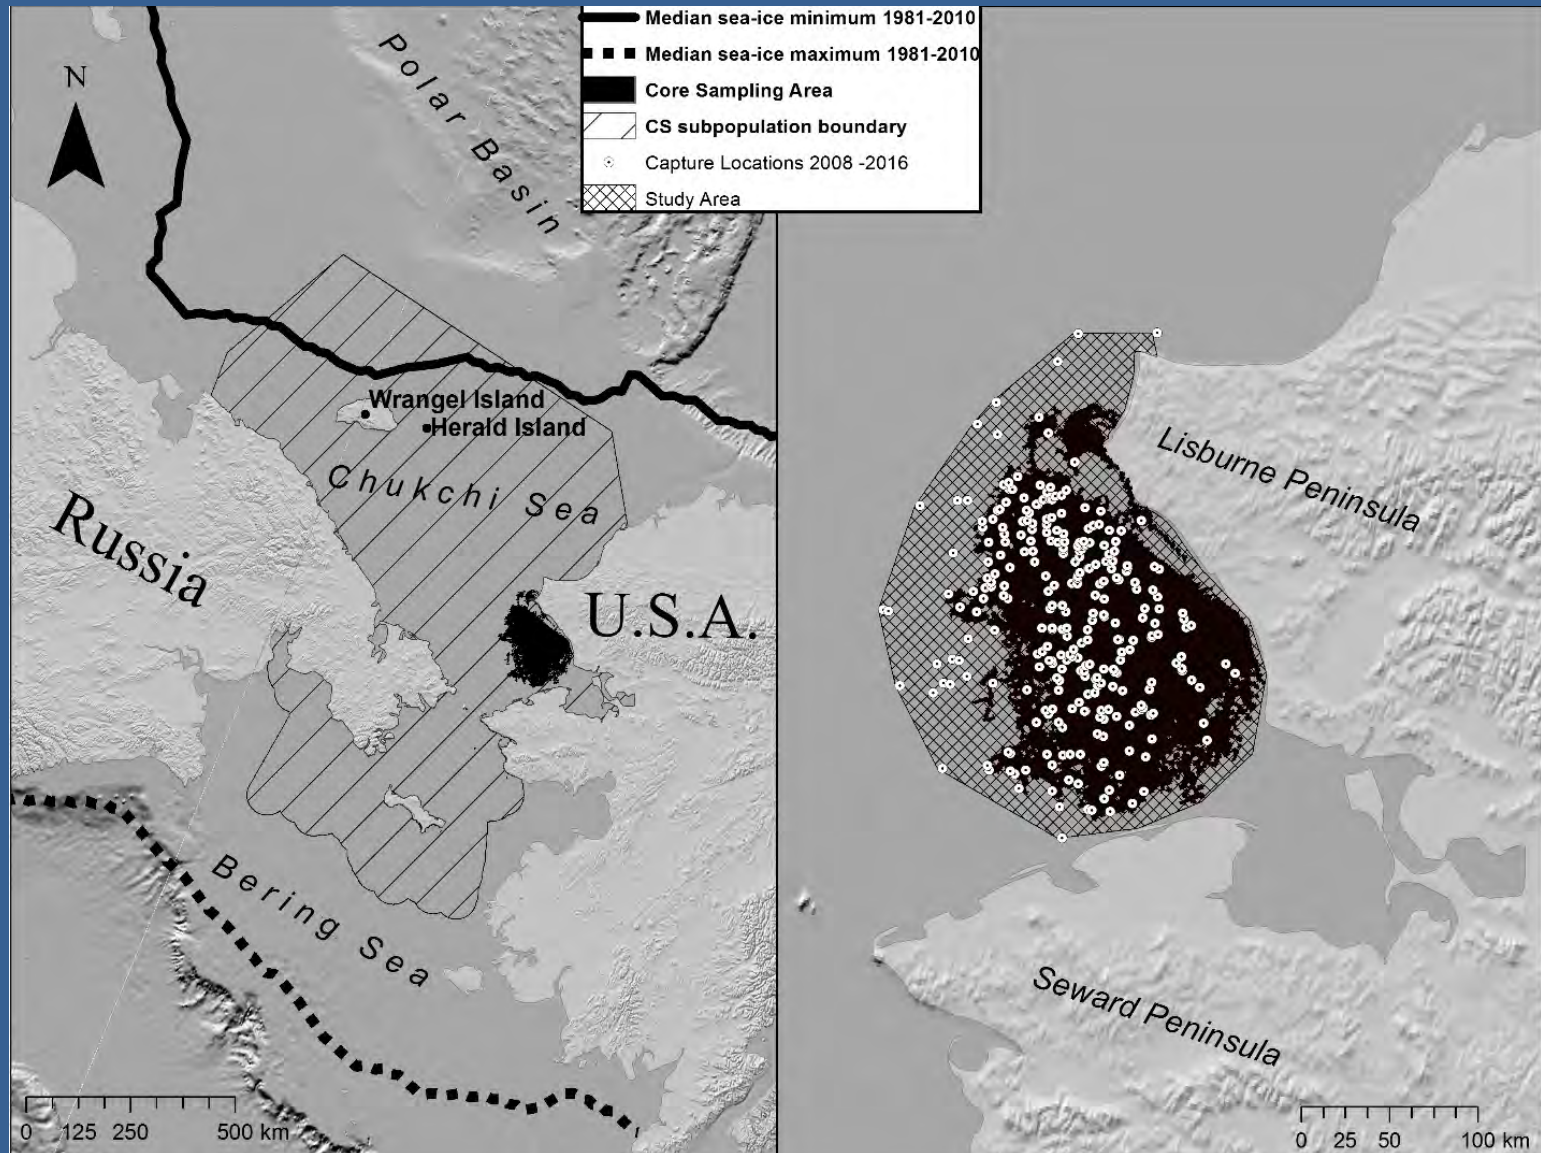 Median sea-ice minimum 1981-2010
Median sea-ice maximum 1981-2010
Core Sampling Area
CS subpopulation boundary
Capture Locations 2008 -2016
Study Area
N
Polar Basin
Wrangel Island
Herald Island
Chukchi Sea
Russia
U.S.A.
Bering Sea
0 125 250 500 km
Lisburne Peninsula
Seward Peninsula
0 25 50 100 km